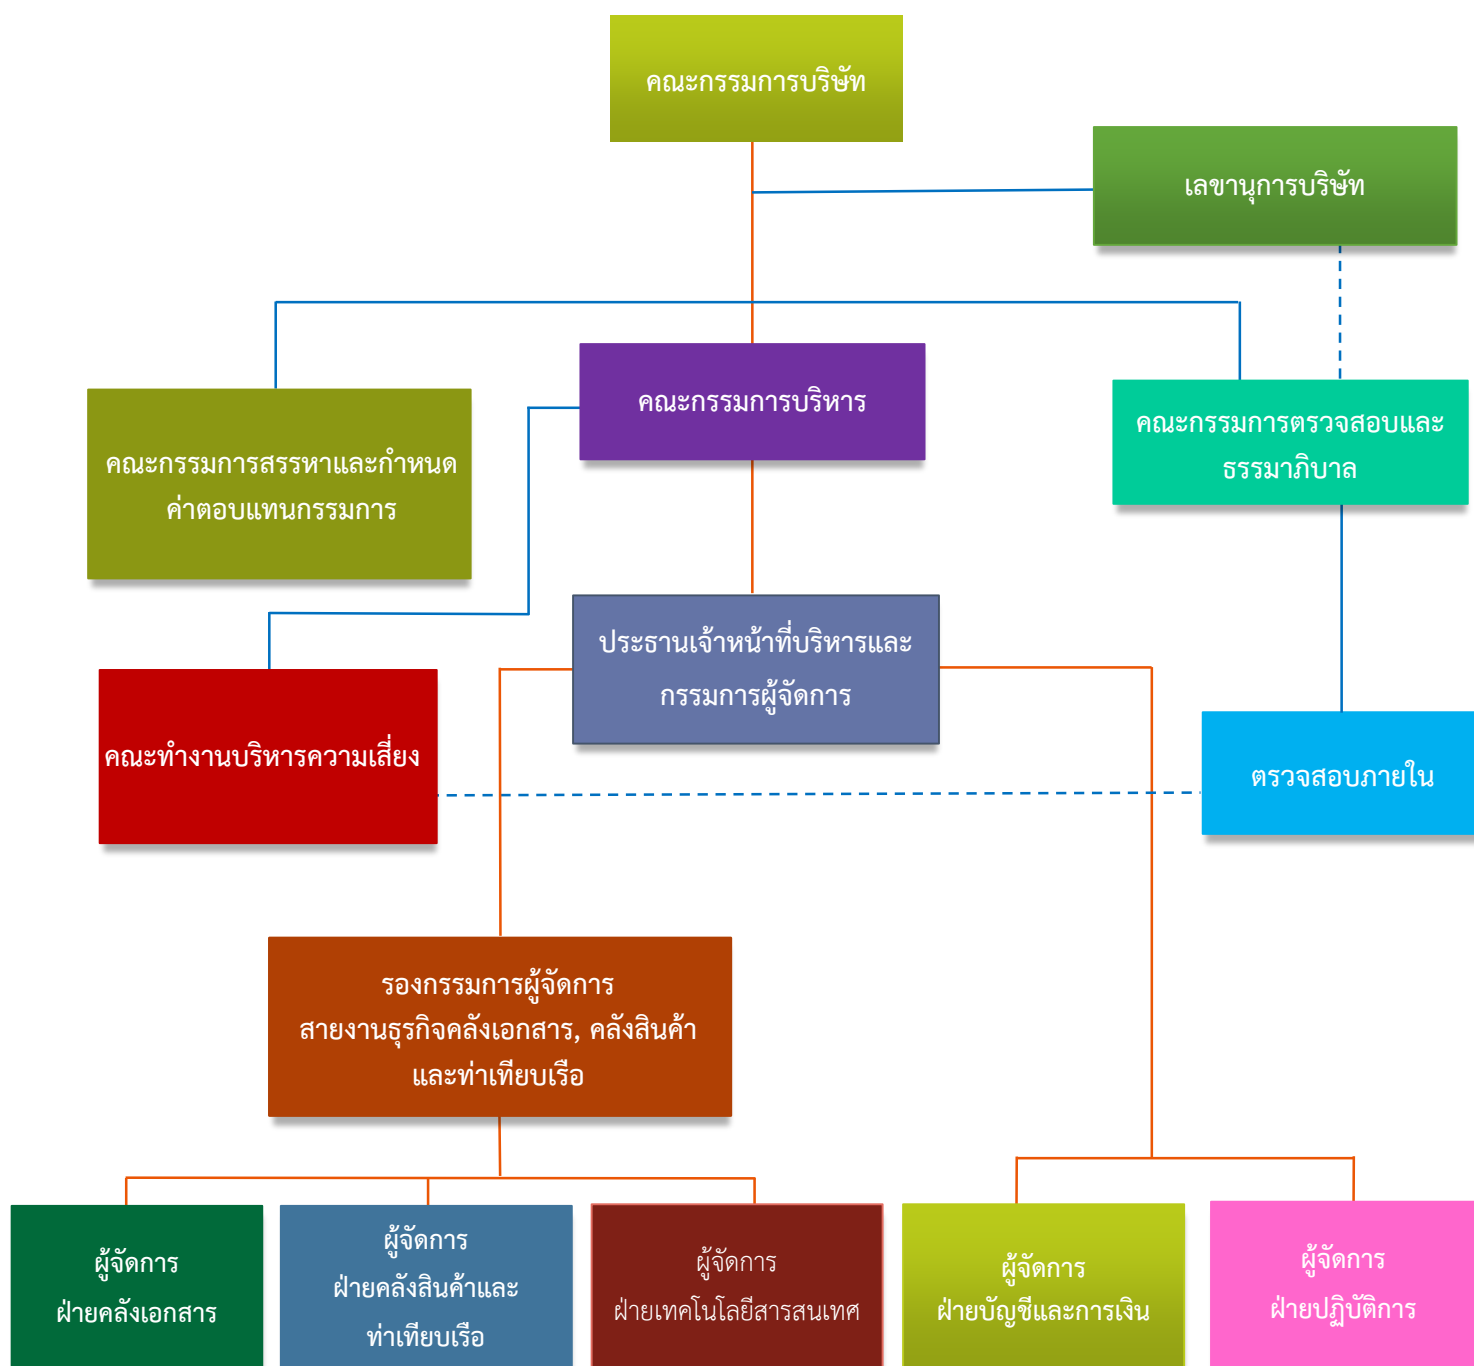 คณะกรรมการบริษัท
เลขานุการบริษัท
คณะกรรมการบริหาร
คณะกรรมการสรรหาและกำหนด
ค่าตอบแทนกรรมการ
คณะกรรมการตรวจสอบและ
ธรรมาภิบาล
ประธานเจ้าหน้าที่บริหารและ
กรรมการผู้จัดการ
คณะทำงานบริหารความเสี่ยง
ตรวจสอบภายใน
รองกรรมการผู้จัดการ
สายงานธุรกิจคลังเอกสาร, คลังสินค้า
และท่าเทียบเรือ
ผู้จัดการ
ฝ่ายคลังเอกสาร
ผู้จัดการ
ฝ่ายคลังสินค้าและ
ท่าเทียบเรือ
ผู้จัดการ
ฝ่ายเทคโนโลยีสารสนเทศ
ผู้จัดการ
ฝ่ายบัญชีและการเงิน
ผู้จัดการ
ฝ่ายปฏิบัติการ